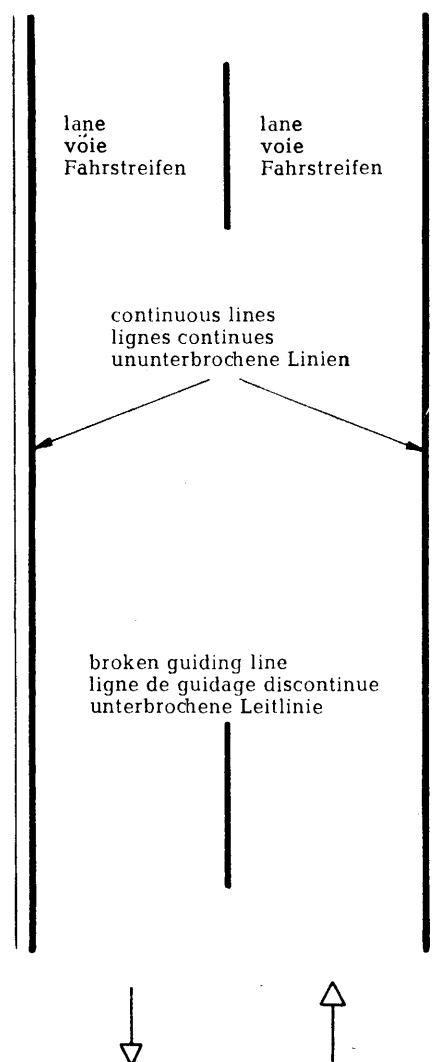 lane
vöie
Fahrstreifen
lane
voie
Fahrstreifen
continuous lines
lignes continues
ununterbrochene Linien
broken guiding line
ligne de guidage discontinue
unterbrochene Leitlinie